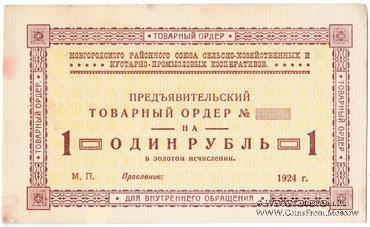 ТОВАРНЫЙ ОРДЕР
НОВГОРОДСКОГО РАЙОННОГО СОЮЗА СЕЛЬСКО-ХОЗЯЙСТВЕННЫХ И
КУСТАРНО-ПРОМЫСЛОВЫХ КООПЕРАТИВОВ.
ТОВАРНЫЙ ОРДЕР.
ТОВАРНЫЙ ОРДЕР
ПРЕДЪЯВИТЕЛЬСКИЙ
ТОВАРНЫЙ ОРДЕР №
НА
1 ОДИН РУБЛЬ 1
в золотом исчислении.
М. П. Правление: 1924 г.
ДЛЯ ВНУТРЕННЕГО ОБРАЩЕНИЯ
www.CoinsFromMoscow.ru